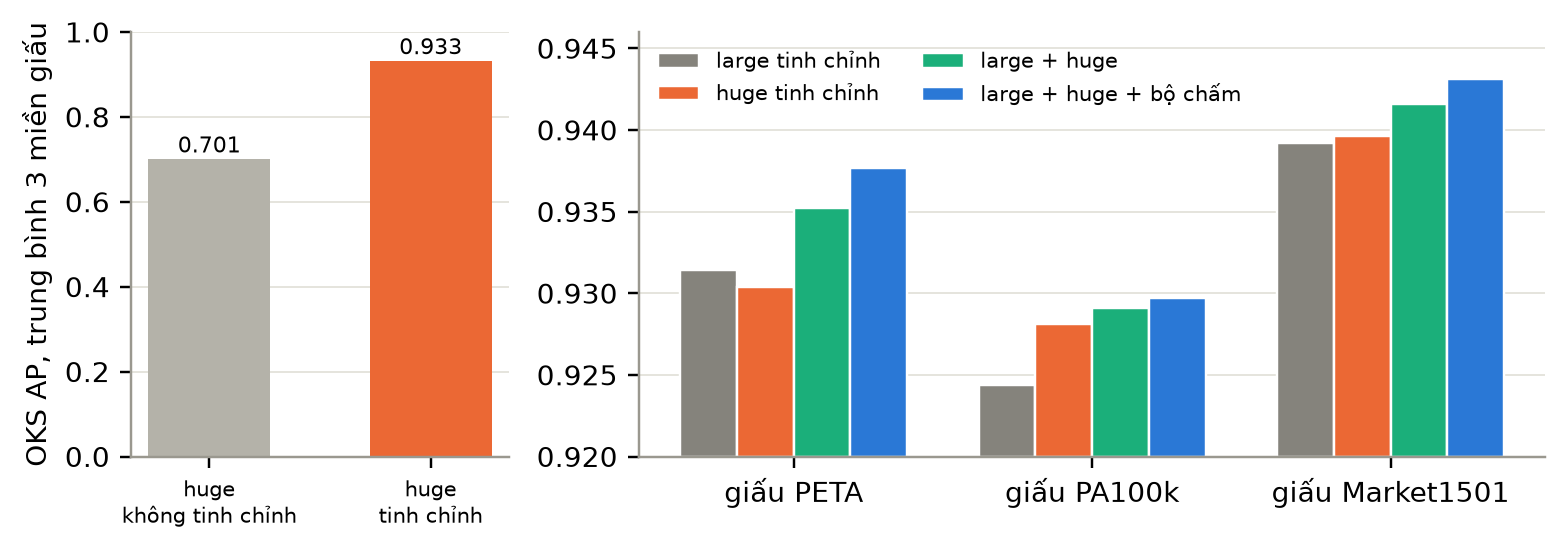 OKS AP, trung bình 3 miền giấu
1.0
0.8
0.6
0.4
0.2
0.0
0.701
0.933
huge
không tinh chỉnh
huge
tinh chỉnh
0.945
0.940
0.935
0.930
0.925
0.920
large tinh chỉnh
huge tinh chỉnh
large + huge
large + huge + bộ chấm
giấu PETA
giấu PA100k
giấu Market1501